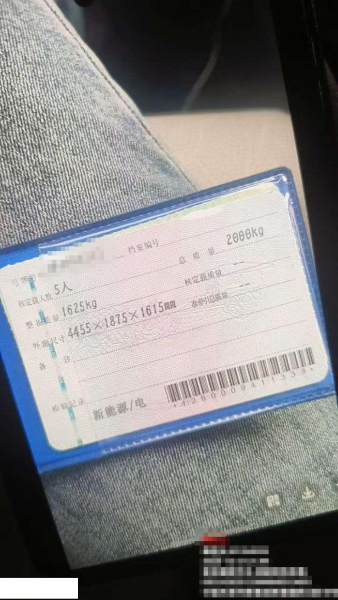 号牌
档案编号
核定载人数 5人
总质量 2000kg
整备质量 1625kg
核定载质量 --
外廓尺寸 4455×1875×1615mm
准牵引总质量 --
备注
检验记录
新能源/电